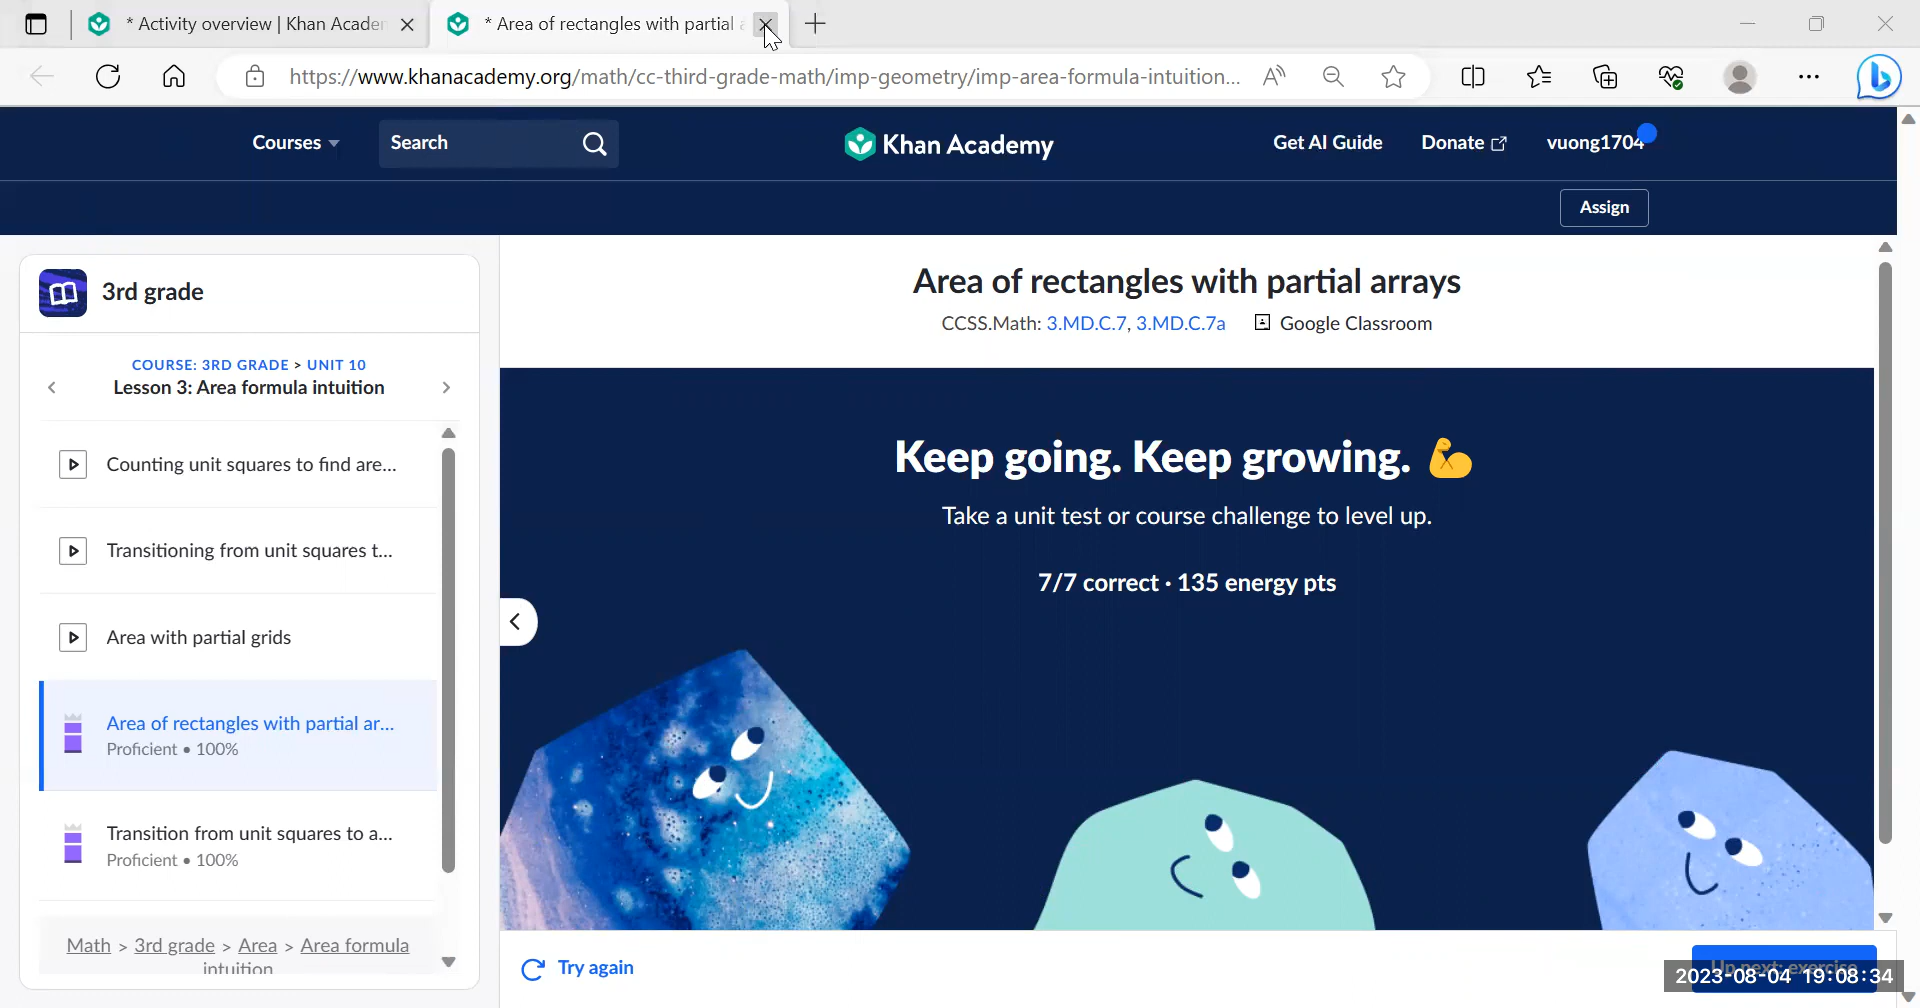 * Activity overview | Khan Acade
* Area of rectangles with partial
https://www.khanacademy.org/math/cc-third-grade-math/imp-geometry/imp-area-formula-intuition...
Courses
Search
Khan Academy
Get AI Guide
Donate
vuong1704
Assign
3rd grade
COURSE: 3RD GRADE > UNIT 10
Lesson 3: Area formula intuition
Counting unit squares to find are...
Transitioning from unit squares t...
Area with partial grids
Area of rectangles with partial ar...
Proficient • 100%
Transition from unit squares to a...
Proficient • 100%
Math > 3rd grade > Area > Area formula
intuition
Area of rectangles with partial arrays
CCSS.Math: 3.MD.C.7, 3.MD.C.7a Google Classroom
Keep going. Keep growing. 💪
Take a unit test or course challenge to level up.
7/7 correct • 135 energy pts
Try again
Up next: exercise
2023-08-04 19:08:34